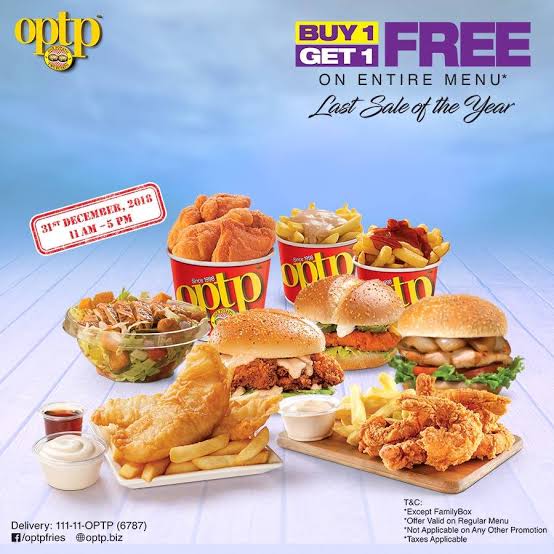 optp
BUY 1
GET 1
FREE
ON ENTIRE MENU*
Last Sale of the Year
31ST DECEMBER, 2018
11 AM - 5 PM
Since 1998
optp
optp
optp
Delivery: 111-11-OPTP (6787)
/optpfries optp.biz
T&C:
*Except FamilyBox
*Offer Valid on Regular Menu
*Not Applicable on Any Other Promotion
*Taxes Applicable